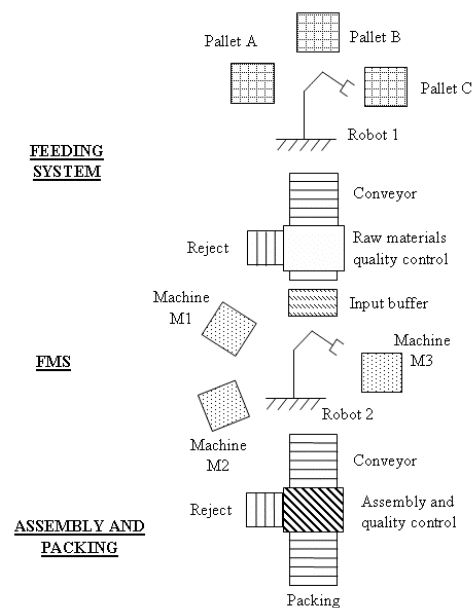 Pallet A
Pallet B
Pallet C
Robot 1
FEEDING
SYSTEM
Conveyor
Reject
Raw materials
quality control
Machine
M1
Input buffer
Machine
M3
FMS
Robot 2
Machine
M2
Conveyor
Reject
Assembly and
quality control
ASSEMBLY AND
PACKING
Packing